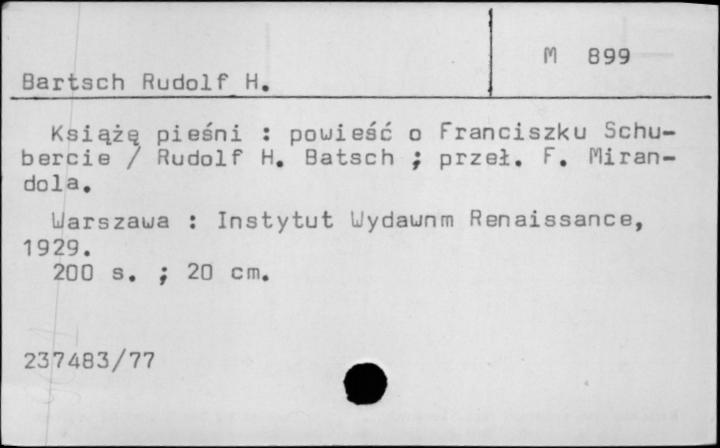 M 899
Bartsch Rudolf H.
Książę pieśni : powieść o Franciszku Schu-
bercie / Rudolf H. Batsch ; przeł. F. Miran-
dola.
Warszawa : Instytut Wydawnm Renaissance,
1929.
200 s. ; 20 cm.
237483/77